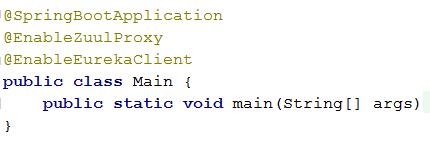 @SpringBootApplication
@EnableZuulProxy
@EnableEurekaClient
public class Main {
    public static void main(String[] args)
}